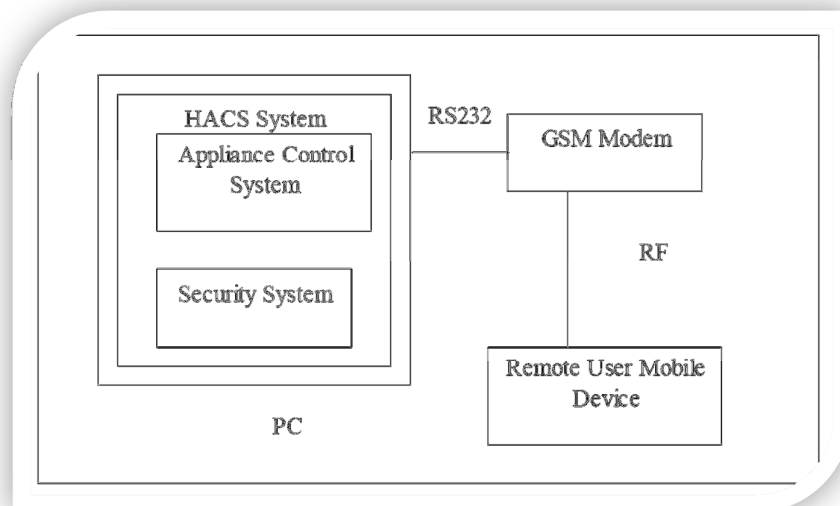 HACS System
Appliance Control
System
Security System
PC
RS232
GSM Modem
RF
Remote User Mobile
Device